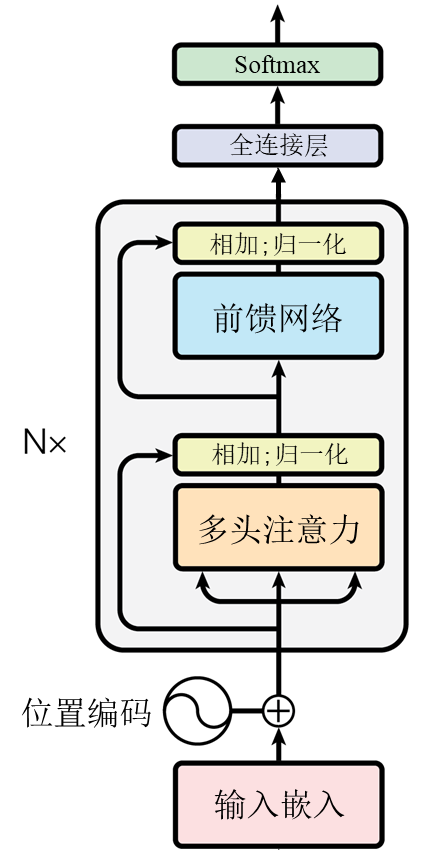 Softmax
全连接层
相加;归一化
前馈网络
N×
相加;归一化
多头注意力
位置编码
输入嵌入